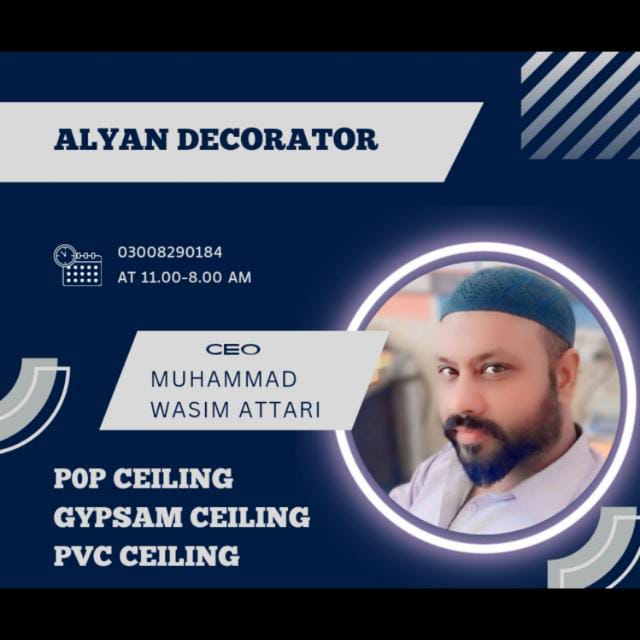 ALYAN DECORATOR
03008290184
AT 11.00-8.00 AM
CEO
MUHAMMAD
WASIM ATTARI
P0P CEILING
GYPSAM CEILING
PVC CEILING